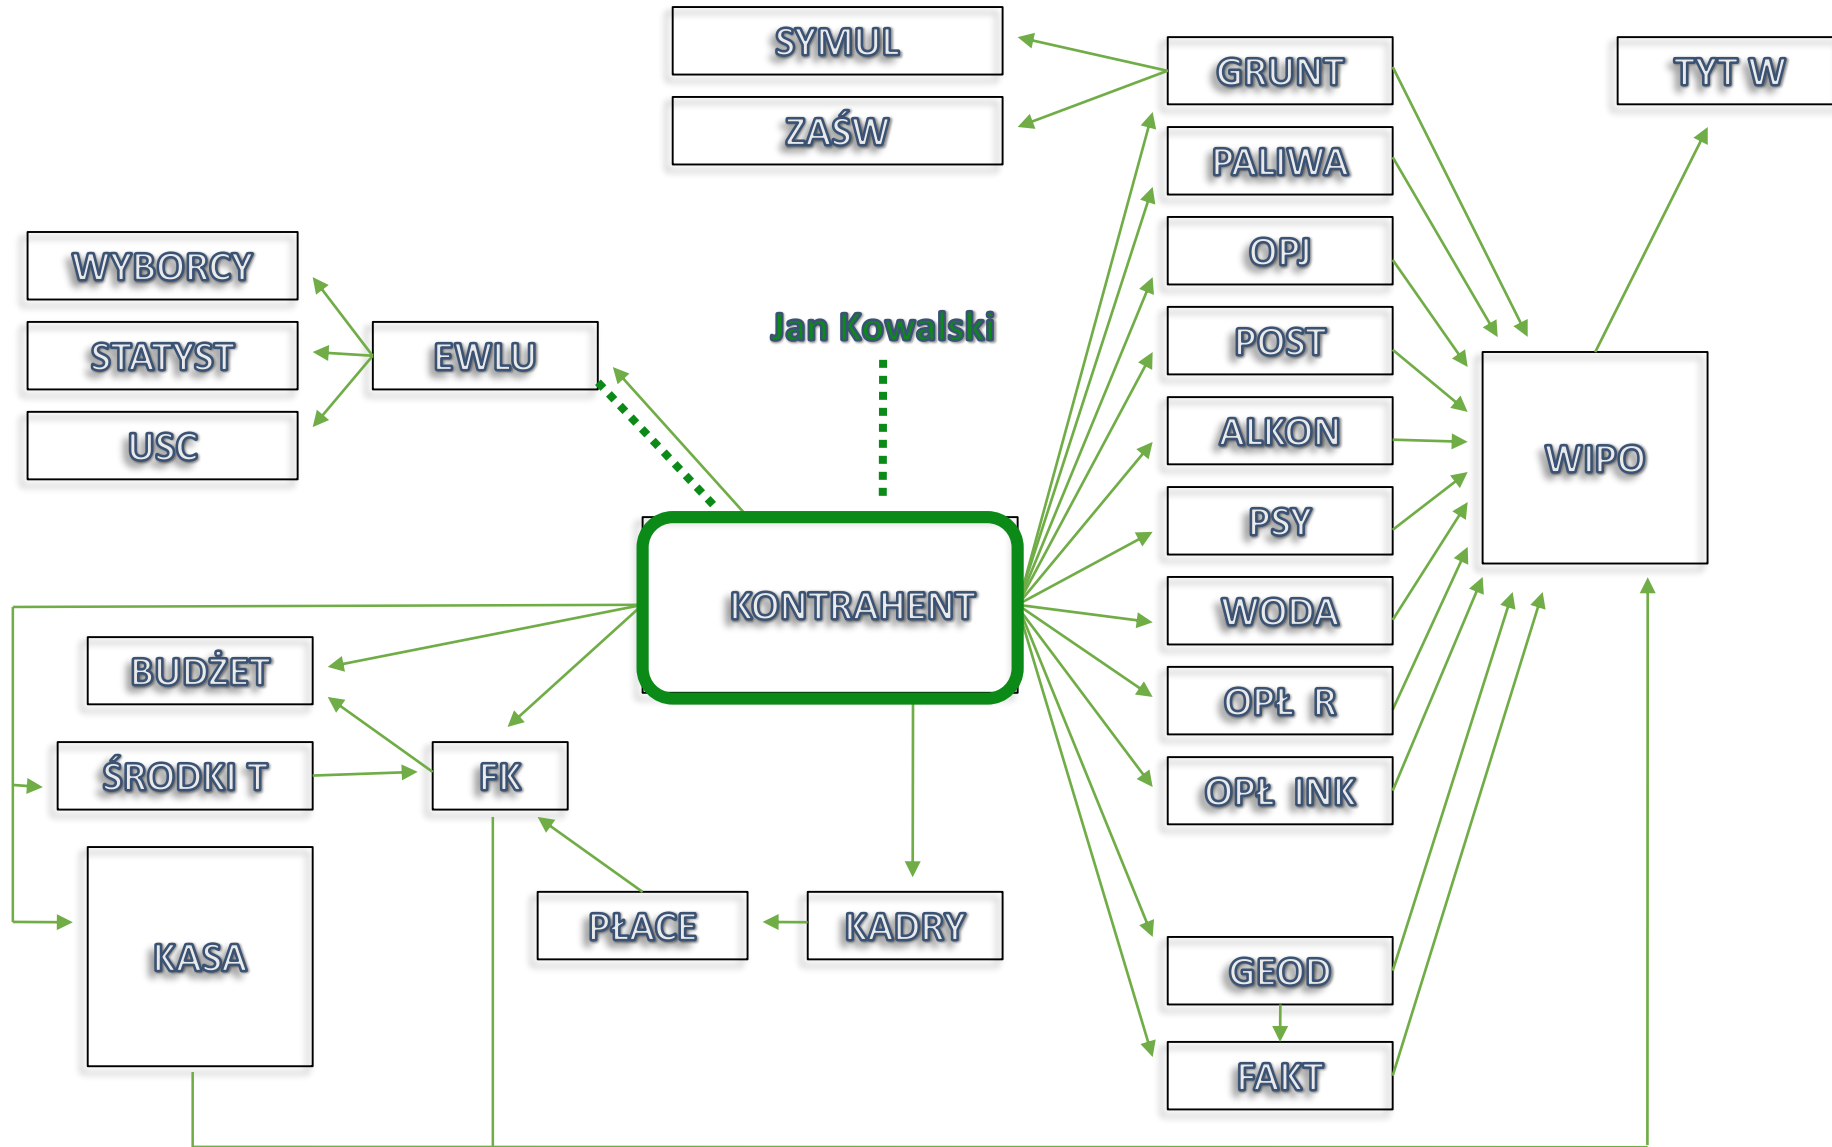 SYMUL
GRUNT
TYT W
ZAŚW
PALIWA
WYBORCY
OPJ
Jan Kowalski
STATYST
EWLU
POST
USC
ALKON
WIPO
PSY
KONTRAHENT
WODA
BUDŻET
OPŁ R
ŚRODKI T
FK
OPŁ INK
PŁACE
KADRY
KASA
GEOD
FAKT